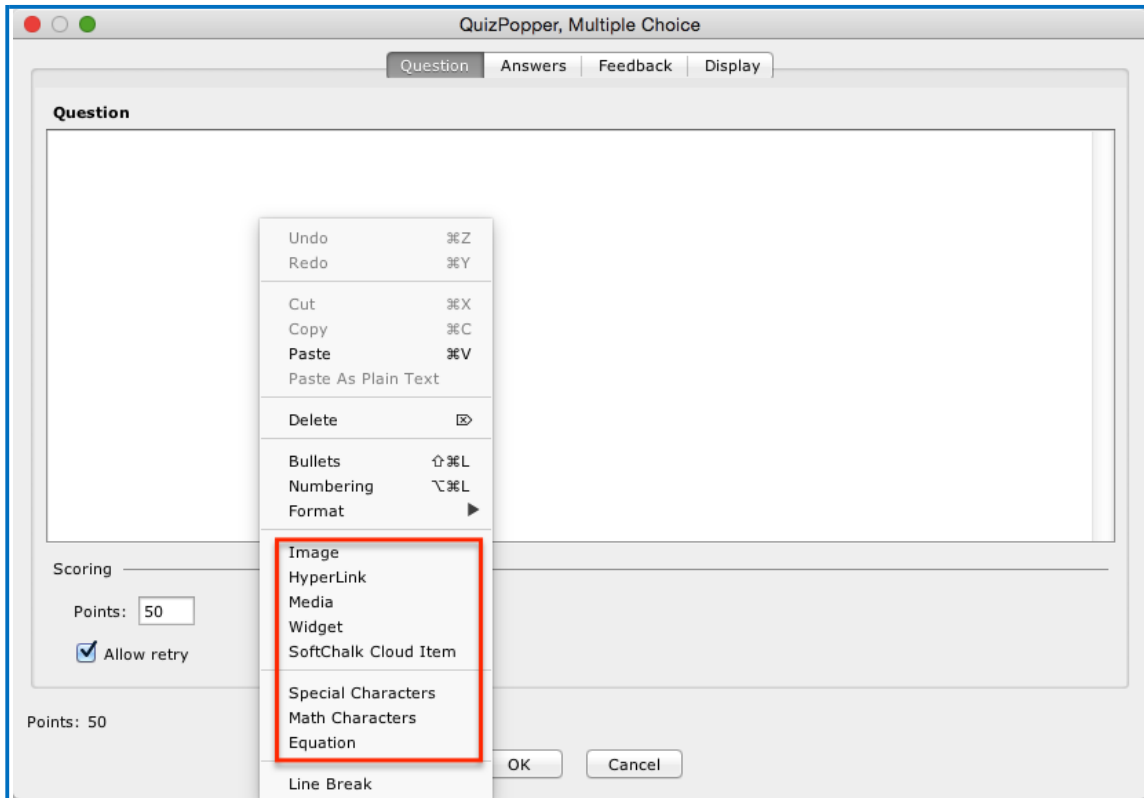 QuizPopper, Multiple Choice
Question Answers Feedback Display
Question
Undo ⌘Z
Redo ⌘Y
Cut ⌘X
Copy ⌘C
Paste ⌘V
Paste As Plain Text
Delete ⌦
Bullets ⇧⌘L
Numbering ⌥⌘L
Format ▶
Image
HyperLink
Media
Widget
SoftChalk Cloud Item
Special Characters
Math Characters
Equation
Line Break
Scoring
Points: 50
Allow retry
Points: 50
OK Cancel